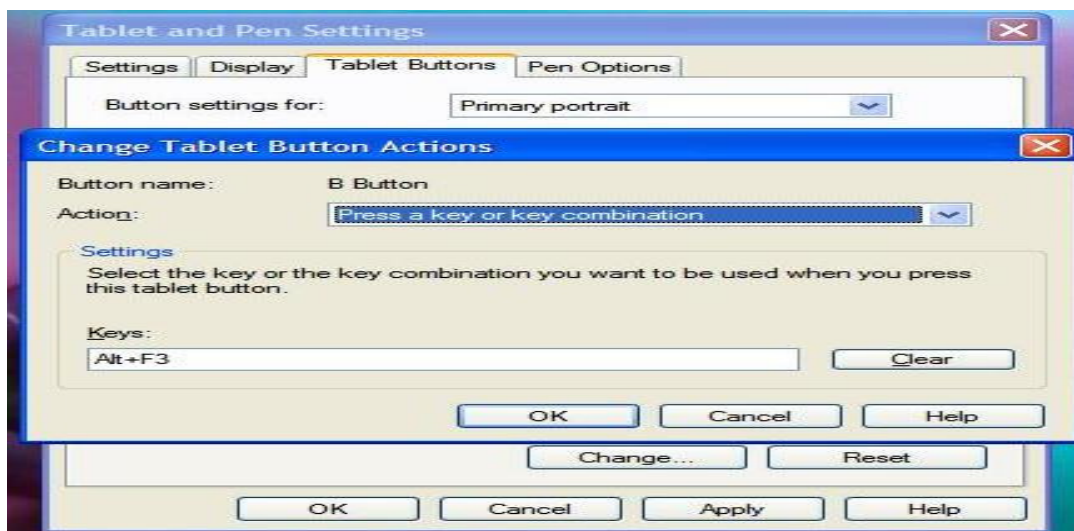 Tablet and Pen Settings
Settings Display Tablet Buttons Pen Options
Button settings for: Primary portrait
Change Tablet Button Actions
Button name: B Button
Action: Press a key or key combination
Settings
Select the key or the key combination you want to be used when you press
this tablet button.
Keys:
Alt+F3 Clear
OK Cancel Help
Change... Reset
OK Cancel Apply Help